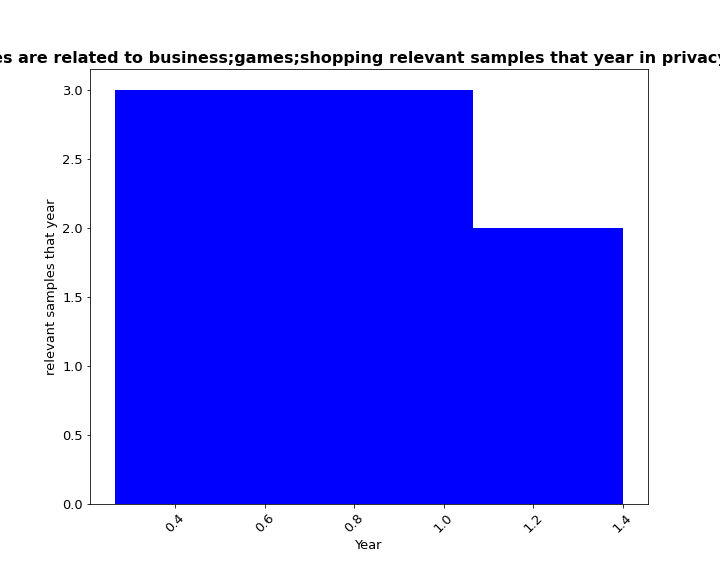 es are related to business;games;shopping relevant samples that year in privacy
3.0
2.5
2.0
1.5
1.0
0.5
0.0
relevant samples that year
0.4 0.6 0.8 1.0 1.2 1.4
Year